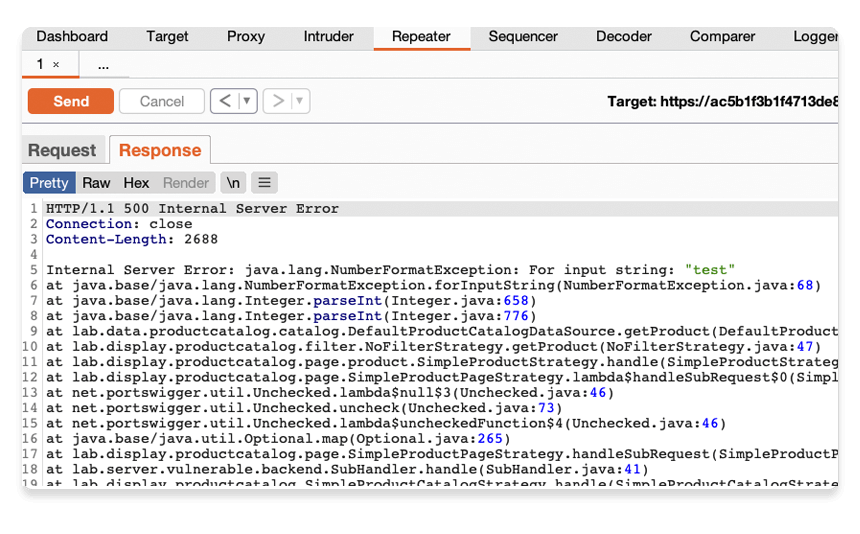 Dashboard Target Proxy Intruder Repeater Sequencer Decoder Comparer Logger
1 × ...
Send Cancel < > Target: https://ac5b1f3b1f4713de8
Request Response
Pretty Raw Hex Render \n
1 HTTP/1.1 500 Internal Server Error
2 Connection: close
3 Content-Length: 2688
4
5 Internal Server Error: java.lang.NumberFormatException: For input string: "test"
6 at java.base/java.lang.NumberFormatException.forInputString(NumberFormatException.java:68)
7 at java.base/java.lang.Integer.parseInt(Integer.java:658)
8 at java.base/java.lang.Integer.parseInt(Integer.java:776)
9 at lab.data.productcatalog.catalog.DefaultProductCatalogDataSource.getProduct(DefaultProduct
10 at lab.display.productcatalog.filter.NoFilterStrategy.getProduct(NoFilterStrategy.java:47)
11 at lab.display.productcatalog.page.product.SimpleProductStrategy.handle(SimpleProductStrateg
12 at lab.display.productcatalog.page.SimpleProductPageStrategy.lambda$handleSubRequest$0(Simpl
13 at net.portswigger.util.Unchecked.lambda$null$3(Unchecked.java:46)
14 at net.portswigger.util.Unchecked.uncheck(Unchecked.java:73)
15 at net.portswigger.util.Unchecked.lambda$uncheckedFunction$4(Unchecked.java:46)
16 at java.base/java.util.Optional.map(Optional.java:265)
17 at lab.display.productcatalog.page.SimpleProductPageStrategy.handleSubRequest(SimpleProductP
18 at lab.server.vulnerable.backend.SubHandler.handle(SubHandler.java:41)
19 at lab.display.productcatalog.SimpleProductCatalogStrategy.handle(SimpleProductCatalogStrate